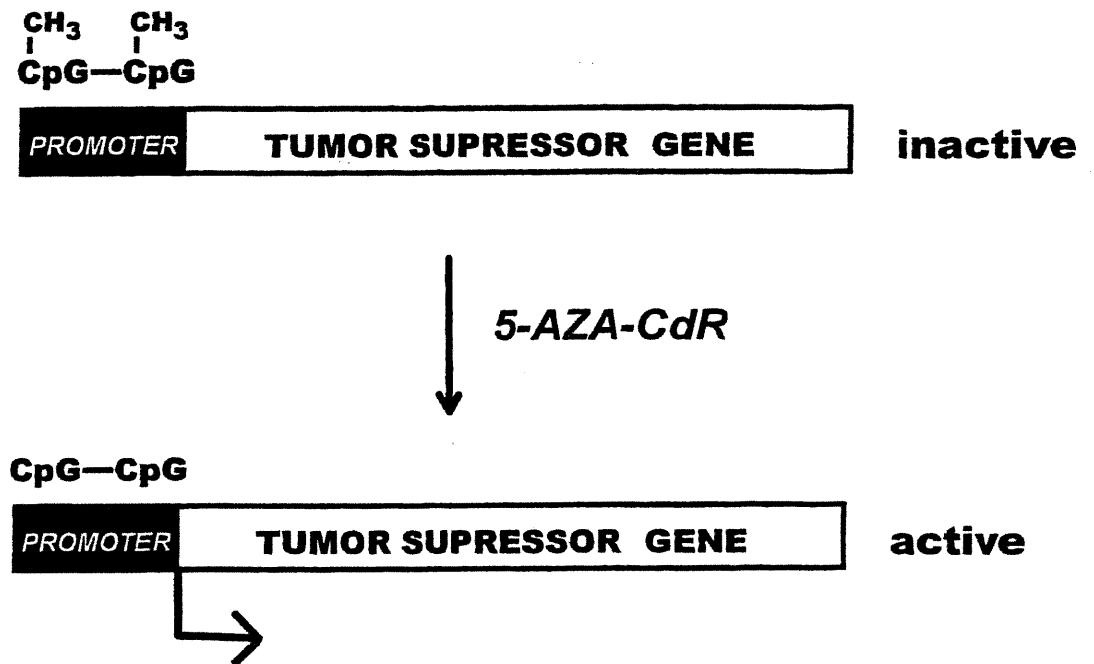 CH3 CH3
CpG—CpG
PROMOTER TUMOR SUPRESSOR GENE inactive
5-AZA-CdR
CpG—CpG
PROMOTER TUMOR SUPRESSOR GENE active